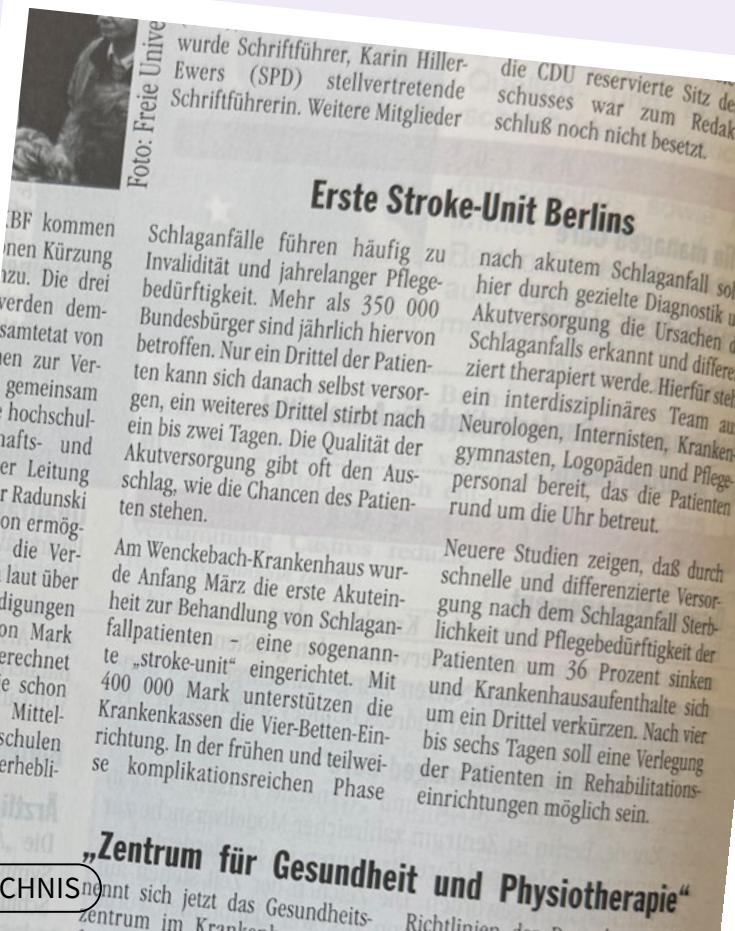 Foto: Freie Unive
wurde Schriftführer, Karin Hiller-
Ewers (SPD) stellvertretende
Schriftführerin. Weitere Mitglieder
die CDU reservierte Sitz de
schusses war zum Redak
schluß noch nicht besetzt.
BF kommen
nen Kürzung
nzu. Die drei
werden dem-
samtetat von
en zur Ver-
gemeinsam
hochschul-
hafts- und
er Leitung
r Radunski
on ermög-
die Ver-
laut über
digungen
on Mark
erechnet
e schon
Mittel-
schulen
erhebli-
Erste Stroke-Unit Berlins
Schlaganfälle führen häufig zu
Invalidität und jahrelanger Pflege-
bedürftigkeit. Mehr als 350 000
Bundesbürger sind jährlich hiervon
betroffen. Nur ein Drittel der Patien-
ten kann sich danach selbst versor-
gen, ein weiteres Drittel stirbt nach
ein bis zwei Tagen. Die Qualität der
Akutversorgung gibt oft den Aus-
schlag, wie die Chancen des Patien-
ten stehen.
Am Wenckebach-Krankenhaus wur-
de Anfang März die erste Akutein-
heit zur Behandlung von Schlagan-
fallpatienten – eine sogenann-
te „stroke-unit“ eingerichtet. Mit
400 000 Mark unterstützen die
Krankenkassen die Vier-Betten-Ein-
richtung. In der frühen und teilwei-
se komplikationsreichen Phase
nach akutem Schlaganfall sol
hier durch gezielte Diagnostik u
Akutversorgung die Ursachen d
Schlaganfalls erkannt und differe
ziert therapiert werde. Hierfür steh
ein interdisziplinäres Team au
Neurologen, Internisten, Kranken-
gymnasten, Logopäden und Pflege-
personal bereit, das die Patienten
rund um die Uhr betreut.
Neuere Studien zeigen, daß durch
schnelle und differenzierte Versor-
gung nach dem Schlaganfall Sterb-
lichkeit und Pflegebedürftigkeit der
Patienten um 36 Prozent sinken
und Krankenhausaufenthalte sich
um ein Drittel verkürzen. Nach vier
bis sechs Tagen soll eine Verlegung
der Patienten in Rehabilitations-
einrichtungen möglich sein.
„Zentrum für Gesundheit und Physiotherapie“
nennt sich jetzt das Gesundheits-
zentrum im
Richtlinien
CHNIS